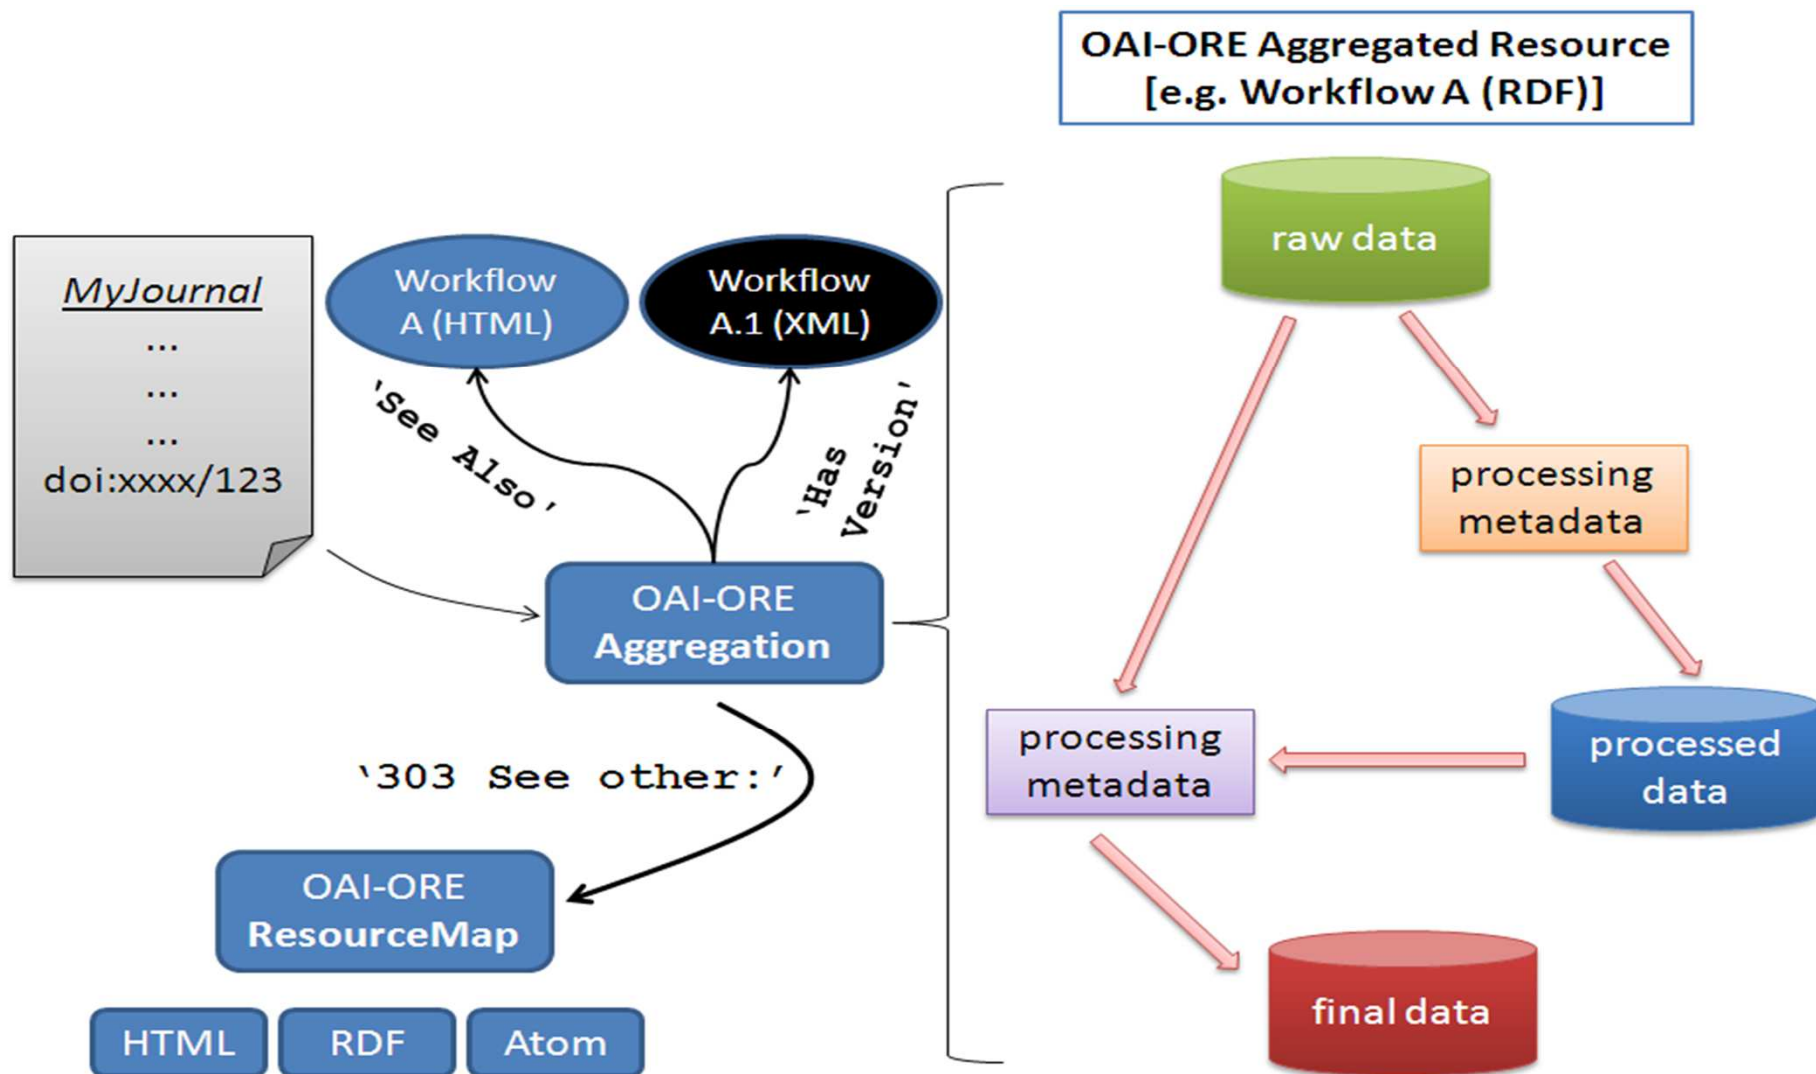 OAI-ORE Aggregated Resource
[e.g. Workflow A (RDF)]
raw data
MyJournal
...
...
...
doi:xxxx/123
Workflow
A (HTML)
Workflow
A.1 (XML)
'See Also'
'Has
Version'
processing
metadata
OAI-ORE
Aggregation
processing
metadata
processed
data
'303 See other:'
OAI-ORE
ResourceMap
final data
HTML
RDF
Atom